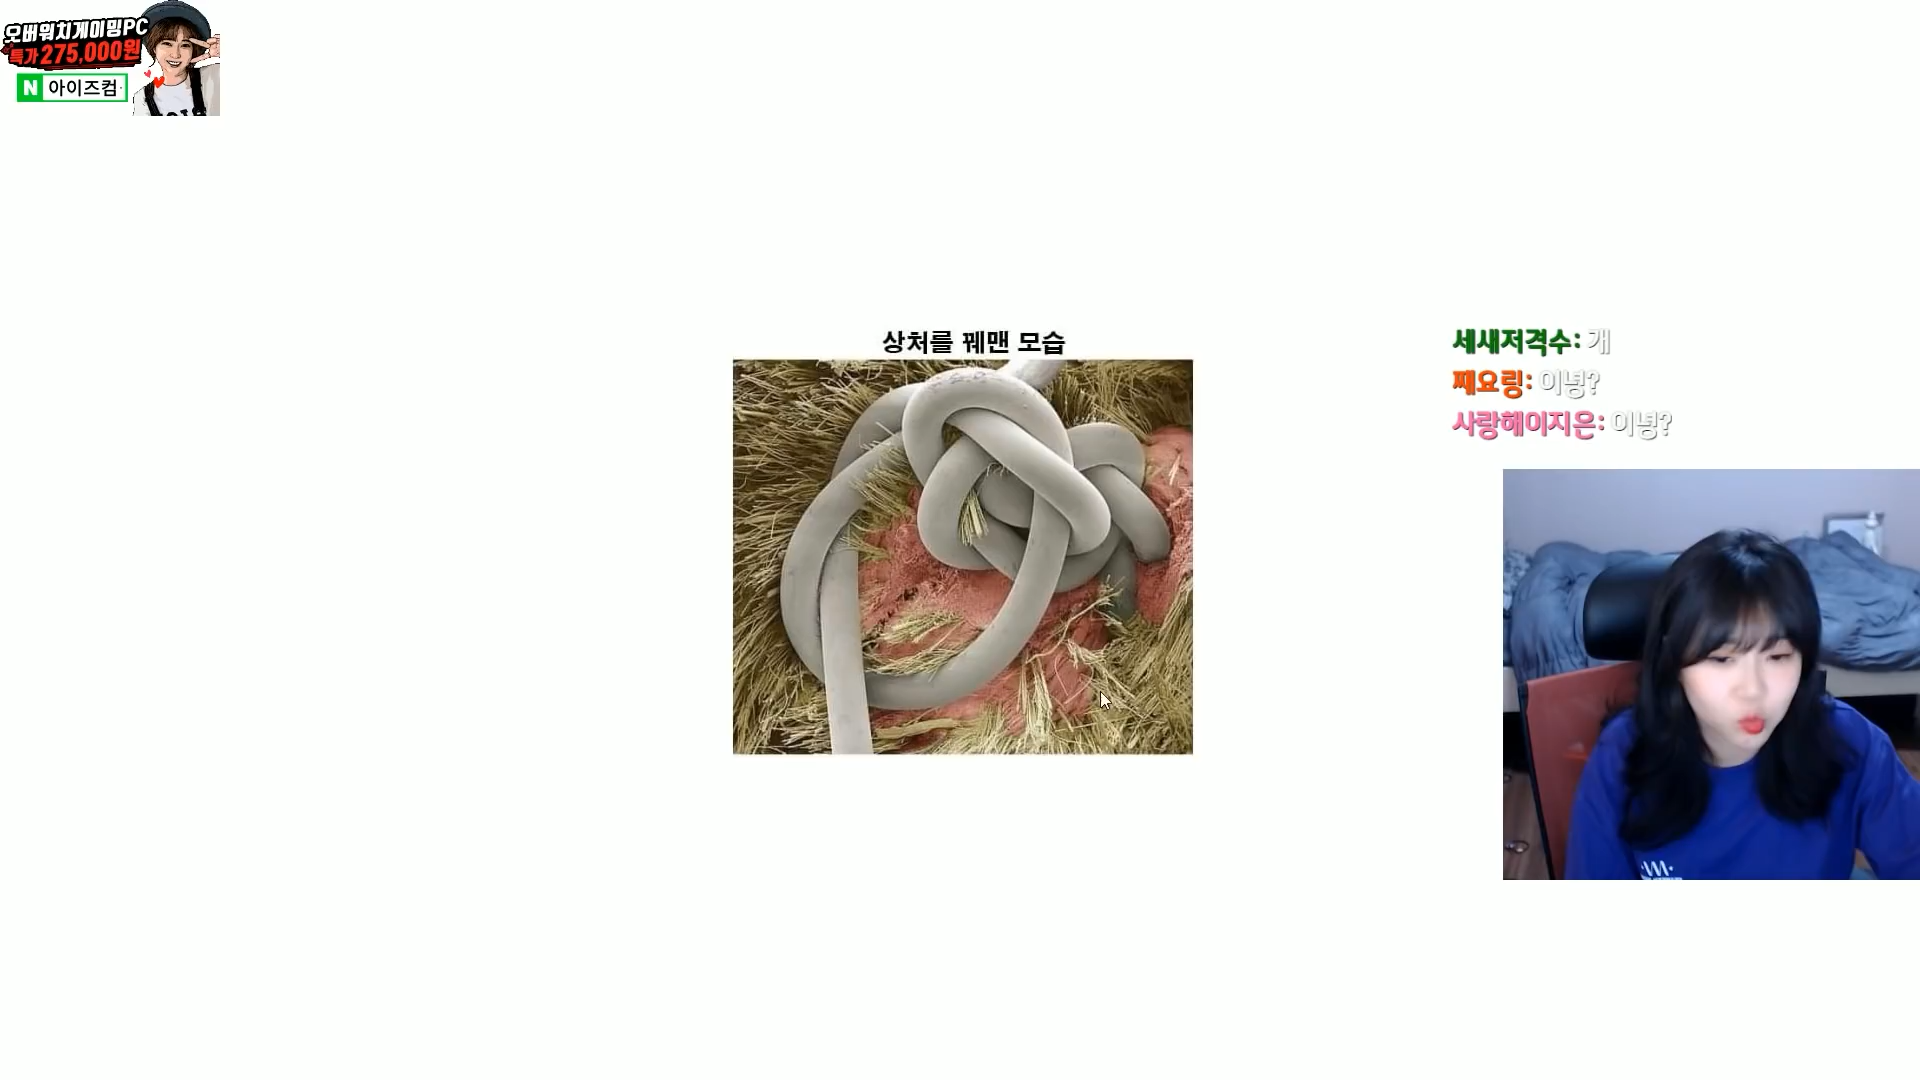 오버워치게이밍PC
특가 275,000원
N 아이즈컴
상처를 꿰맨 모습
세새저격수: 개
쩨요링: 이녕?
사랑해이지은: 이녕?